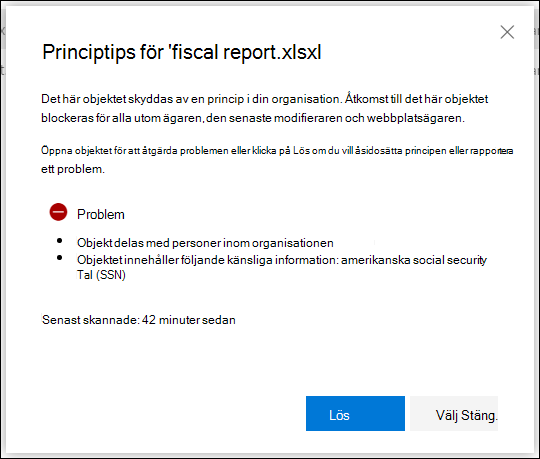 Principtips för 'fiscal report.xlsxl
Det här objektet skyddas av en princip i din organisation. Åtkomst till det här objektet
blockeras för alla utom ägaren, den senaste modifieraren och webbplatsägaren.
Öppna objektet för att åtgärda problemen eller klicka på Lös om du vill åsidosätta principen eller rapportera
ett problem.
Problem
• Objekt delas med personer inom organisationen
• Objektet innehåller följande känsliga information: amerikanska social security
Tal (SSN)
Senast skannade: 42 minuter sedan
Lös
Välj Stäng.